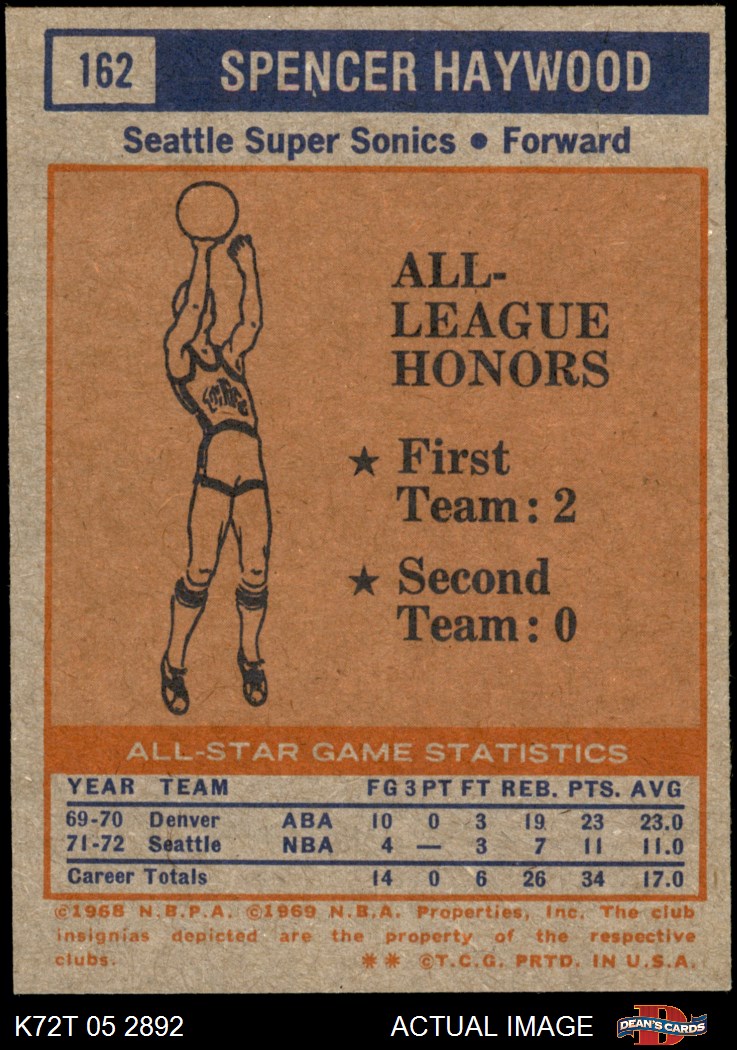 162 SPENCER HAYWOOD
Seattle Super Sonics • Forward
ALL-
LEAGUE
HONORS
★ First
Team: 2
★ Second
Team: 0
ALL-STAR GAME STATISTICS
YEAR TEAM FG 3PT FT REB. PTS. AVG
69-70 Denver ABA 10 0 3 19 23 23.0
71-72 Seattle NBA 4 — 3 7 11 11.0
Career Totals 14 0 6 26 34 17.0
©1968 N.B.P.A. ©1969 N.B.A. Properties, Inc. The club
insignias depicted are the property of the respective
clubs. ** ©T.C.G. PRTD. IN U.S.A.
K72T 05 2892 ACTUAL IMAGE DEAN'S CARDS